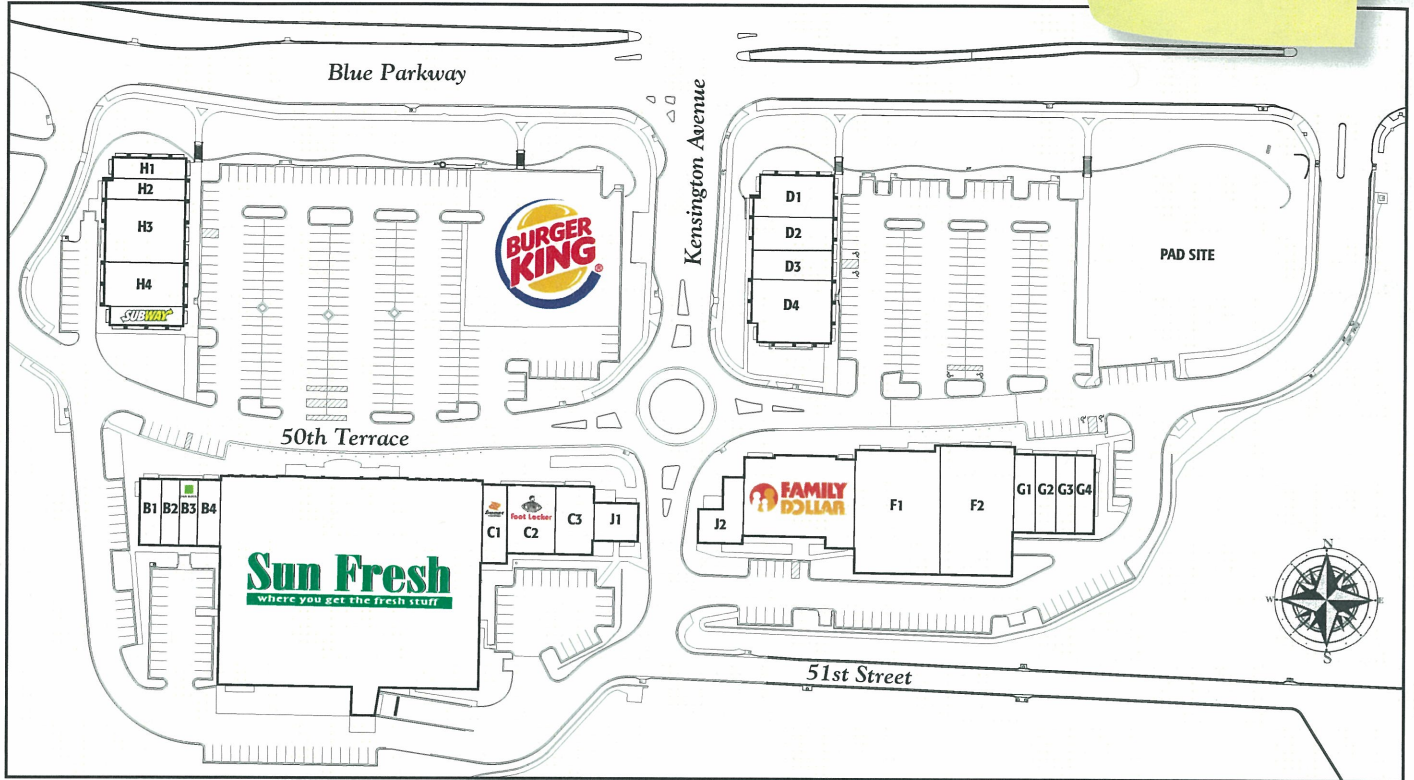 Blue Parkway
Kensington Avenue
H1
H2
H3
H4
SUBWAY
BURGER
KING
®
D1
D2
D3
D4
PAD SITE
50th Terrace
B1
B2
B3
B4
Sun Fresh
where you get the fresh stuff
C1
Foot Locker
C2
C3
J1
J2
FAMILY
DOLLAR
F1
F2
G1
G2
G3
G4
N
W
E
S
51st Street